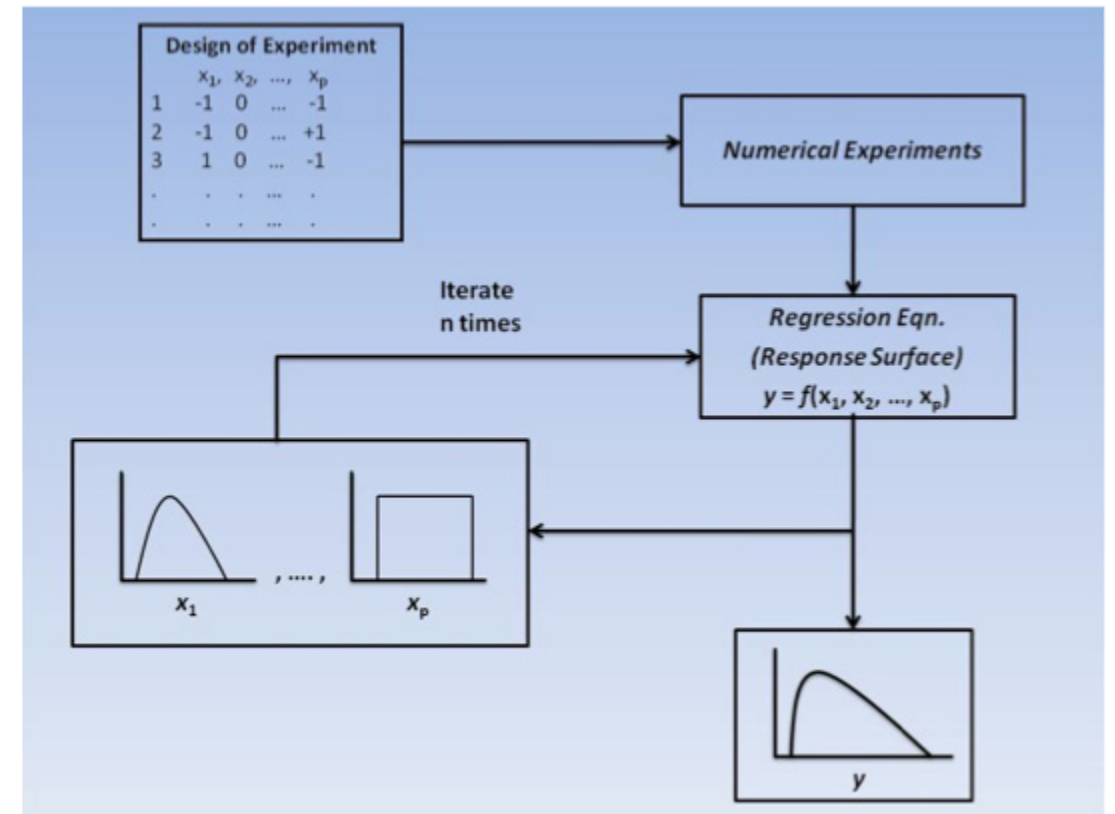 Design of Experiment
x1, x2, ..., xp
1 -1 0 ... -1
2 -1 0 ... +1
3 1 0 ... -1
. . . ... .
. . . ... .
Numerical Experiments
Iterate
n times
Regression Eqn.
(Response Surface)
y = f(x1, x2, ..., xp)
x1 , .... , xp
y